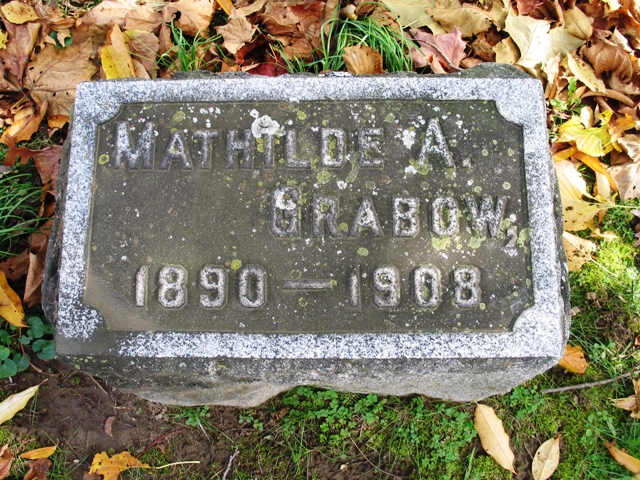 MATHILDE A.
GRABOW,
1890 — 1908